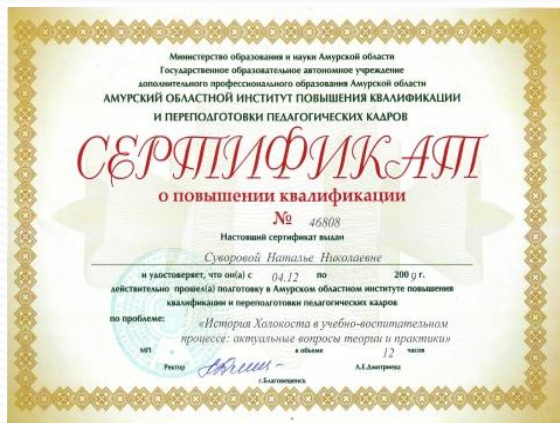 Министерство образования и науки Амурской области
Государственное образовательное автономное учреждение
дополнительного профессионального образования Амурской области
АМУРСКИЙ ОБЛАСТНОЙ ИНСТИТУТ ПОВЫШЕНИЯ КВАЛИФИКАЦИИ
И ПЕРЕПОДГОТОВКИ ПЕДАГОГИЧЕСКИХ КАДРОВ
СЕРТИФИКАТ
о повышении квалификации
№ 46808
Настоящий сертификат выдан
Суворовой Наталье Николаевне
и удостоверяет, что он(а) с 04.12 по 2009 г.
действительно прошел(а) подготовку в Амурском областном институте повышения
квалификации и переподготовки педагогических кадров
по проблеме: «История Холокоста в учебно-воспитательном
процессе: актуальные вопросы теории и практики»
МП в объеме 12 часов
Ректор А.Е.Дмитриева
г.Благовещенск